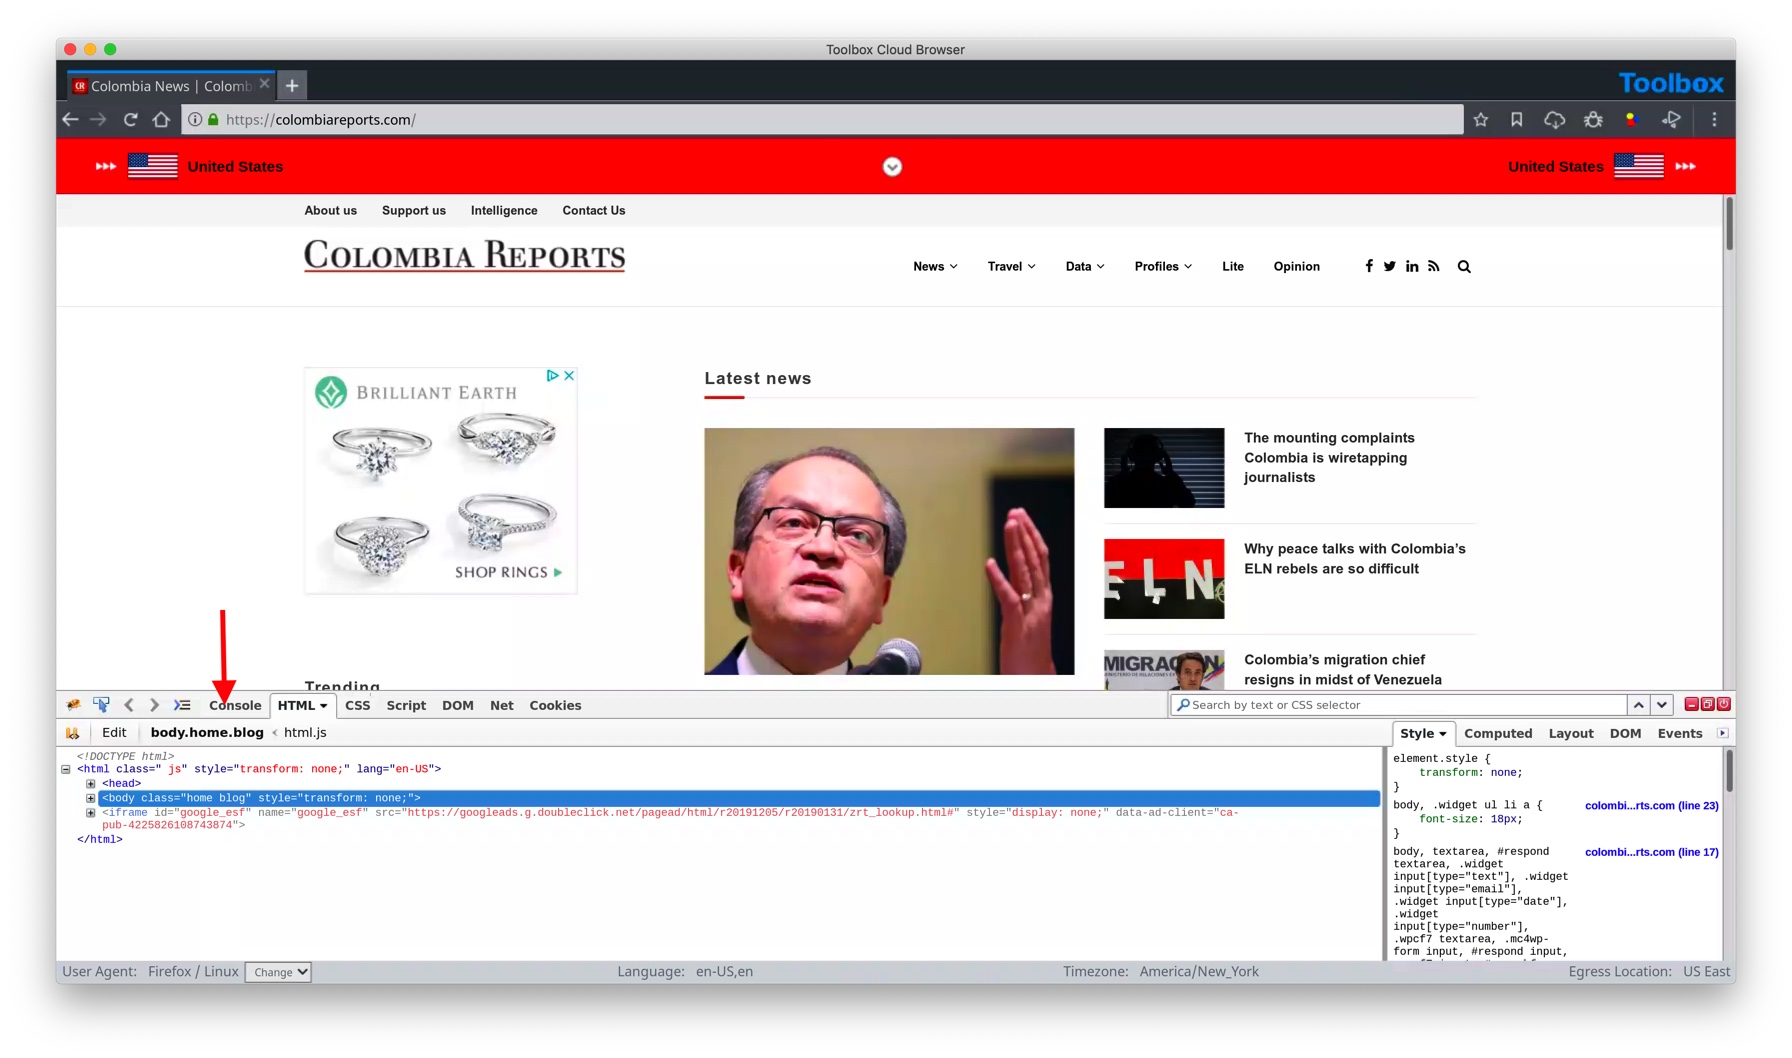 Toolbox Cloud Browser
Colombia News | Colomb
Toolbox
https://colombiareports.com/
United States
United States
About us Support us Intelligence Contact Us
COLOMBIA REPORTS
News Travel Data Profiles Lite Opinion
BRILLIANT EARTH
SHOP RINGS
Latest news
The mounting complaints
Colombia is wiretapping
journalists
ELN
Why peace talks with Colombia's
ELN rebels are so difficult
Colombia's migration chief
resigns in midst of Venezuela
Trending
Console HTML CSS Script DOM Net Cookies
Search by text or CSS selector
Edit body.home.blog < html.js
Style Computed Layout DOM Events
<!DOCTYPE html>
<html class=" js" style="transform: none;" lang="en-US">
<head>
<body class="home blog" style="transform: none;">
<iframe id="google_esf" name="google_esf" src="https://googleads.g.doubleclick.net/pagead/html/r20191205/r20190131/zrt_lookup.html#" style="display: none;" data-ad-client="ca-
pub-4225826108743874">
</html>
element.style {
transform: none;
}
body, .widget ul li a { colombi...rts.com (line 23)
font-size: 18px;
}
body, textarea, #respond colombi...rts.com (line 17)
textarea, .widget
input[type="text"], .widget
input[type="email"],
.widget input[type="date"],
.widget
input[type="number"],
.wpcf7 textarea, .mc4wp-
form input, #respond input,
User Agent: Firefox / Linux Change Language: en-US,en Timezone: America/New_York Egress Location: US East